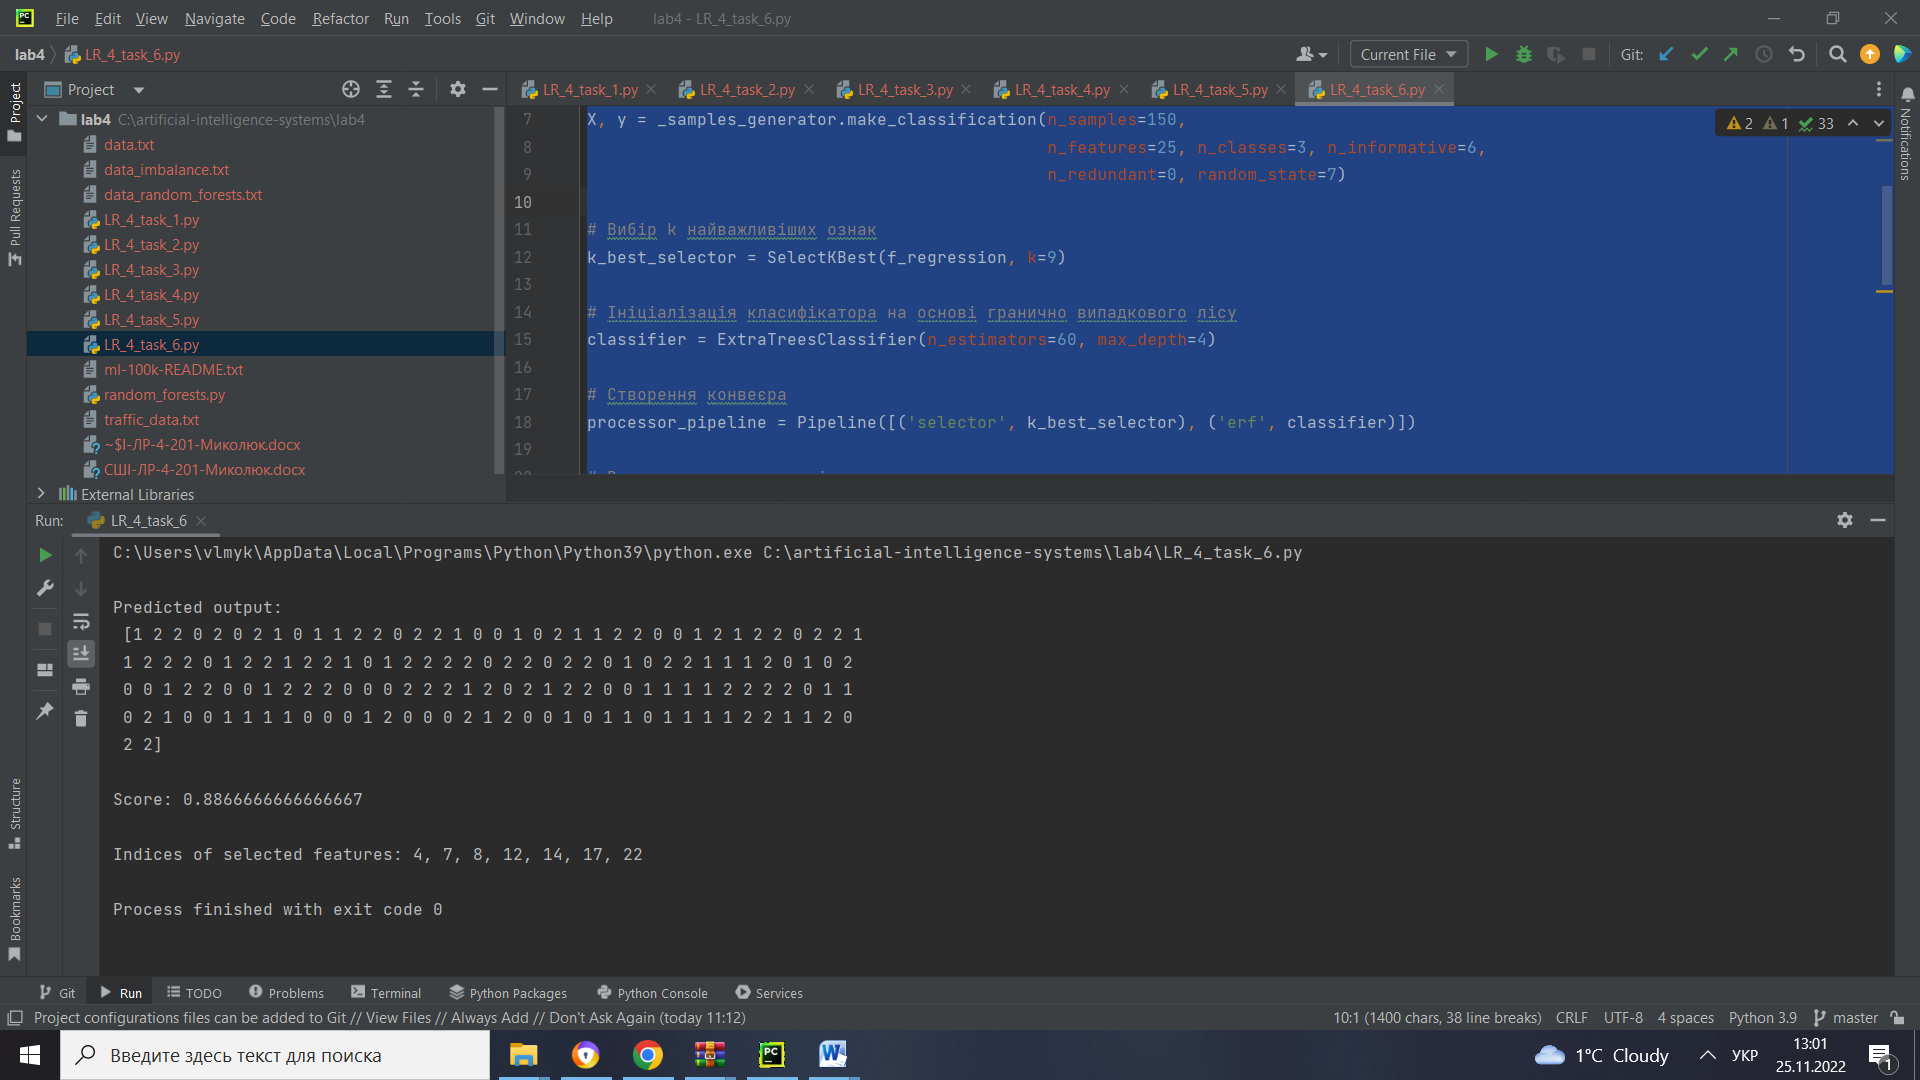 File Edit View Navigate Code Refactor Run Tools Git Window Help lab4 - LR_4_task_6.py
lab4 LR_4_task_6.py Current File Git:
Project LR_4_task_1.py LR_4_task_2.py LR_4_task_3.py LR_4_task_4.py LR_4_task_5.py LR_4_task_6.py
lab4 C:\artificial-intelligence-systems\lab4
data.txt
data_imbalance.txt
data_random_forests.txt
LR_4_task_1.py
LR_4_task_2.py
LR_4_task_3.py
LR_4_task_4.py
LR_4_task_5.py
LR_4_task_6.py
ml-100k-README.txt
random_forests.py
traffic_data.txt
~$І-ЛР-4-201-Миколюк.docx
СШІ-ЛР-4-201-Миколюк.docx
External Libraries
Project
Pull Requests
Structure
Bookmarks
Notifications
2 1 33
7 X, y = _samples_generator.make_classification(n_samples=150,
8 n_features=25, n_classes=3, n_informative=6,
9 n_redundant=0, random_state=7)
10
11 # Вибір k найважливіших ознак
12 k_best_selector = SelectKBest(f_regression, k=9)
13
14 # Ініціалізація класифікатора на основі гранично випадкового лісу
15 classifier = ExtraTreesClassifier(n_estimators=60, max_depth=4)
16
17 # Створення конвеєра
18 processor_pipeline = Pipeline([('selector', k_best_selector), ('erf', classifier)])
19
Run: LR_4_task_6
C:\Users\vlmyk\AppData\Local\Programs\Python\Python39\python.exe C:\artificial-intelligence-systems\lab4\LR_4_task_6.py
Predicted output:
[1 2 2 0 2 0 2 1 0 1 1 2 2 0 2 2 1 0 0 1 0 2 1 1 2 2 0 0 1 2 1 2 2 0 2 2 1
1 2 2 2 0 1 2 2 1 2 2 1 0 1 2 2 2 2 0 2 2 0 2 2 0 1 0 2 2 1 1 1 2 0 1 0 2
0 0 1 2 2 0 0 1 2 2 2 0 0 0 2 2 2 1 2 0 2 1 2 2 0 0 1 1 1 1 2 2 2 2 0 1 1
0 2 1 0 0 1 1 1 1 0 0 0 1 2 0 0 0 2 1 2 0 0 1 0 1 1 0 1 1 1 1 2 2 1 1 2 0
2 2]
Score: 0.8866666666666667
Indices of selected features: 4, 7, 8, 12, 14, 17, 22
Process finished with exit code 0
Git Run TODO Problems Terminal Python Packages Python Console Services
Project configurations files can be added to Git // View Files // Always Add // Don't Ask Again (today 11:12) 10:1 (1400 chars, 38 line breaks) CRLF UTF-8 4 spaces Python 3.9 master
Введите здесь текст для поиска 1°C Cloudy УКР 13:01
25.11.2022 1